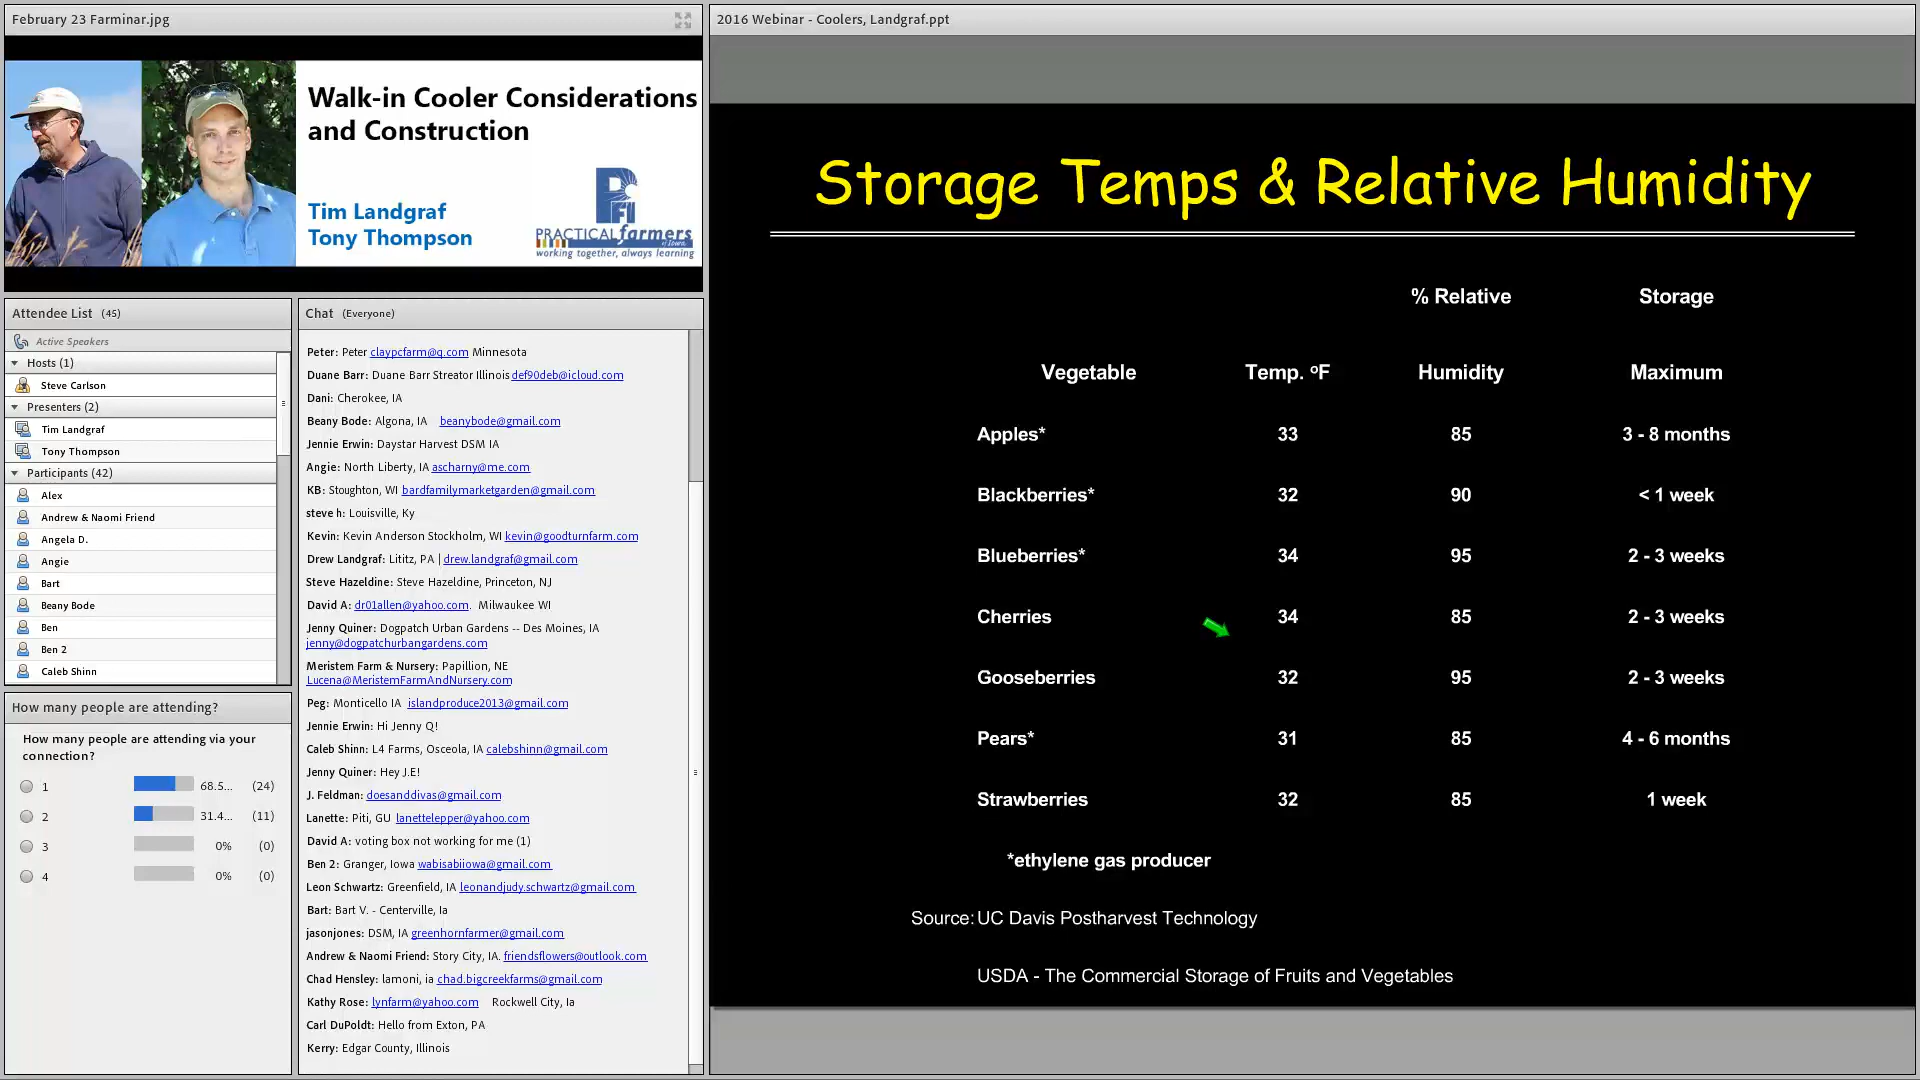 February 23 Farminar.jpg
Walk-in Cooler Considerations
and Construction
Tim Landgraf
Tony Thompson
PFI
PRACTICAL farmers
of Iowa
working together, always learning
Attendee List (45)
Active Speakers
Hosts (1)
Steve Carlson
Presenters (2)
Tim Landgraf
Tony Thompson
Participants (42)
Alex
Andrew & Naomi Friend
Angela D.
Angie
Bart
Beany Bode
Ben
Ben 2
Caleb Shinn
How many people are attending?
How many people are attending via your
connection?
1 68.5... (24)
2 31.4... (11)
3 0% (0)
4 0% (0)
Chat (Everyone)
Peter: Peter claypcfarm@q.com Minnesota
Duane Barr: Duane Barr Streator Illinois def90deb@icloud.com
Dani: Cherokee, IA
Beany Bode: Algona, IA beanybode@gmail.com
Jennie Erwin: Daystar Harvest DSM IA
Angie: North Liberty, IA ascharny@me.com
KB: Stoughton, WI bardfamilymarketgarden@gmail.com
steve h: Louisville, Ky
Kevin: Kevin Anderson Stockholm, WI kevin@goodturnfarm.com
Drew Landgraf: Lititz, PA | drew.landgraf@gmail.com
Steve Hazeldine: Steve Hazeldine, Princeton, NJ
David A: dr01allen@yahoo.com. Milwaukee WI
Jenny Quiner: Dogpatch Urban Gardens -- Des Moines, IA
jenny@dogpatchurbangardens.com
Meristem Farm & Nursery: Papillion, NE
Lucena@MeristemFarmAndNursery.com
Peg: Monticello IA islandproduce2013@gmail.com
Jennie Erwin: Hi Jenny Q!
Caleb Shinn: L4 Farms, Osceola, IA calebshinn@gmail.com
Jenny Quiner: Hey J.E!
J. Feldman: doesanddivas@gmail.com
Lanette: Piti, GU lanettelepper@yahoo.com
David A: voting box not working for me (1)
Ben 2: Granger, Iowa wabisabiiowa@gmail.com
Leon Schwartz: Greenfield, IA leonandjudy.schwartz@gmail.com
Bart: Bart V. - Centerville, Ia
jasonjones: DSM, IA greenhornfarmer@gmail.com
Andrew & Naomi Friend: Story City, IA. friendsflowers@outlook.com
Chad Hensley: lamoni, ia chad.bigcreekfarms@gmail.com
Kathy Rose: lynfarm@yahoo.com Rockwell City, Ia
Carl DuPoldt: Hello from Exton, PA
Kerry: Edgar County, Illinois
2016 Webinar - Coolers, Landgraf.ppt
Storage Temps & Relative Humidity
% Relative Storage
Vegetable Temp. ºF Humidity Maximum
Apples* 33 85 3 - 8 months
Blackberries* 32 90 < 1 week
Blueberries* 34 95 2 - 3 weeks
Cherries 34 85 2 - 3 weeks
Gooseberries 32 95 2 - 3 weeks
Pears* 31 85 4 - 6 months
Strawberries 32 85 1 week
*ethylene gas producer
Source: UC Davis Postharvest Technology
USDA - The Commercial Storage of Fruits and Vegetables